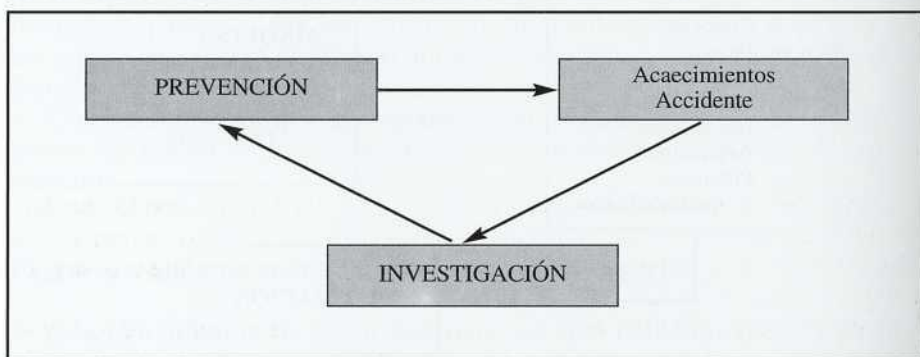 PREVENCIÓN
Acaecimientos
Accidente
INVESTIGACIÓN